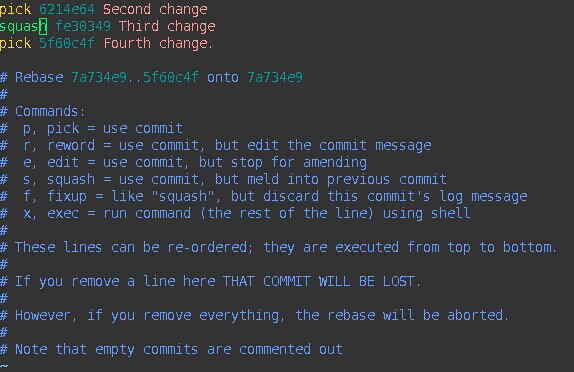 pick 6214e64 Second change
squash fe30349 Third change
pick 5f60c4f Fourth change.
# Rebase 7a734e9..5f60c4f onto 7a734e9
#
# Commands:
#  p, pick = use commit
#  r, reword = use commit, but edit the commit message
#  e, edit = use commit, but stop for amending
#  s, squash = use commit, but meld into previous commit
#  f, fixup = like "squash", but discard this commit's log message
#  x, exec = run command (the rest of the line) using shell
#
# These lines can be re-ordered; they are executed from top to bottom.
#
# If you remove a line here THAT COMMIT WILL BE LOST.
#
# However, if you remove everything, the rebase will be aborted.
#
# Note that empty commits are commented out
~